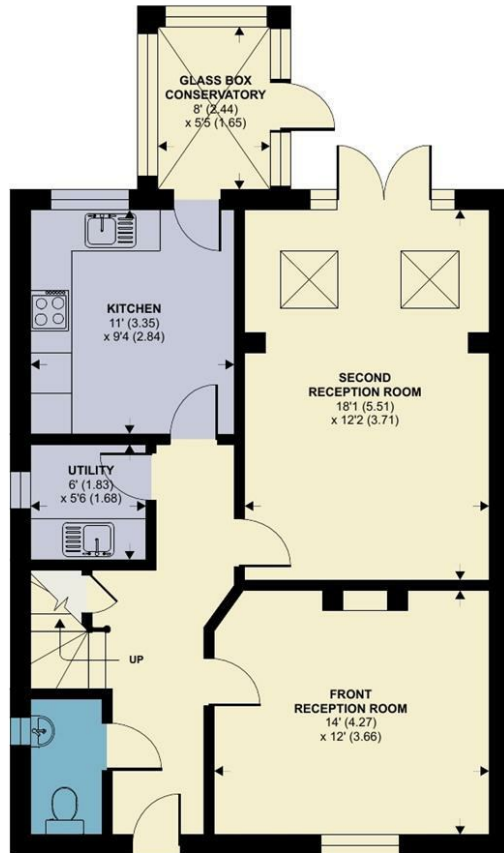 GLASS BOX
CONSERVATORY
8' (2.44)
x 5'5 (1.65)
KITCHEN
11' (3.35)
x 9'4 (2.84)
SECOND
RECEPTION ROOM
18'1 (5.51)
x 12'2 (3.71)
UTILITY
6' (1.83)
x 5'6 (1.68)
UP
FRONT
RECEPTION ROOM
14' (4.27)
x 12' (3.66)